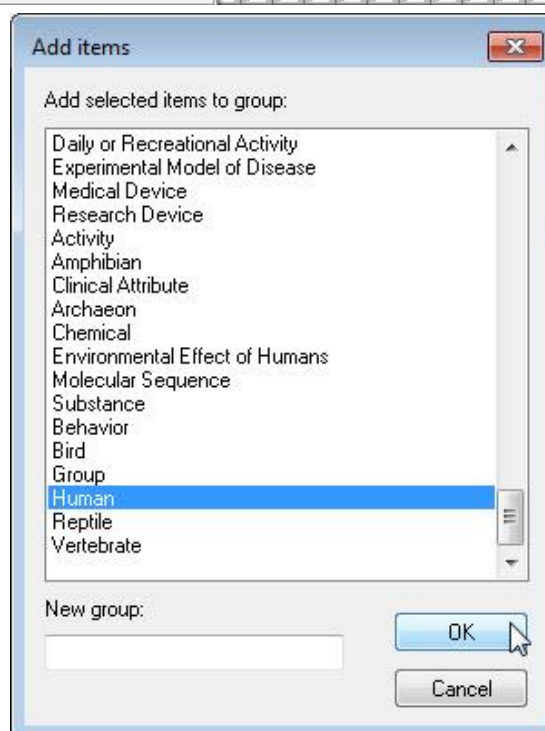 Add items
Add selected items to group:
Daily or Recreational Activity
Experimental Model of Disease
Medical Device
Research Device
Activity
Amphibian
Clinical Attribute
Archaeon
Chemical
Environmental Effect of Humans
Molecular Sequence
Substance
Behavior
Bird
Group
Human
Reptile
Vertebrate
New group:
OK
Cancel